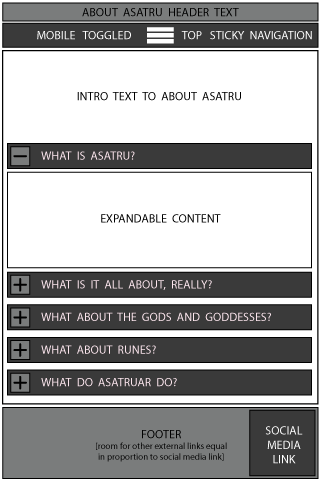 ABOUT ASATRU HEADER TEXT
MOBILE TOGGLED TOP STICKY NAVIGATION
INTRO TEXT TO ABOUT ASATRU
WHAT IS ASATRU?
EXPANDABLE CONTENT
WHAT IS IT ALL ABOUT, REALLY?
WHAT ABOUT THE GODS AND GODDESSES?
WHAT ABOUT RUNES?
WHAT DO ASATRUAR DO?
FOOTER
[room for other external links equal
in proportion to social media link]
SOCIAL
MEDIA
LINK